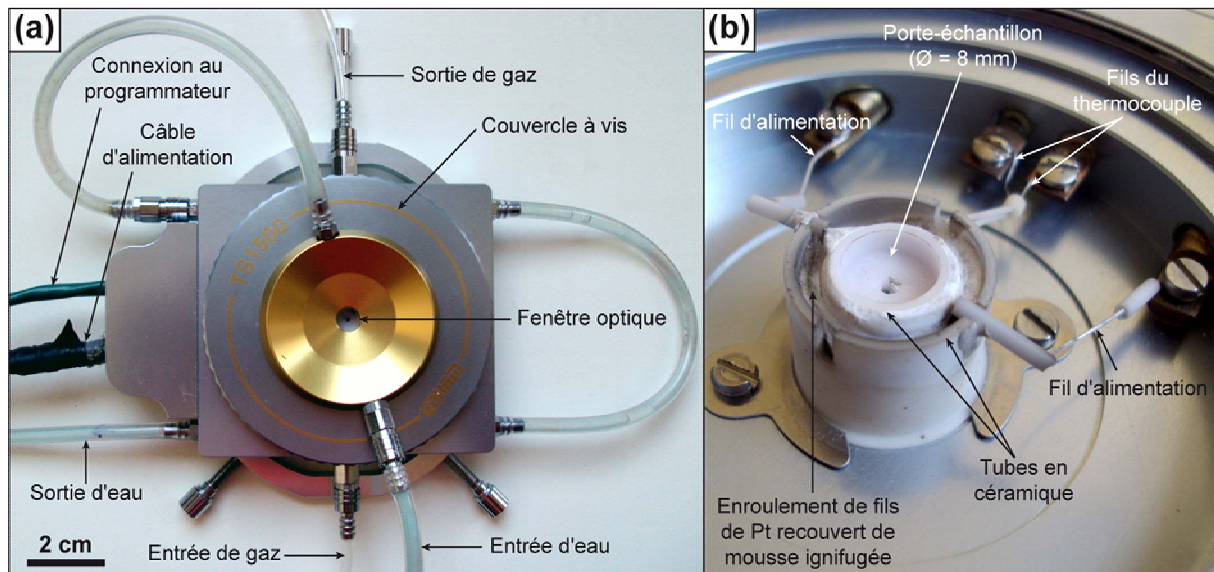 (a)
Connexion au
programmateur
Câble
d'alimentation
Sortie de gaz
Couvercle à vis
TS1500
Fenêtre optique
Sortie d'eau
2 cm
Entrée de gaz
Entrée d'eau
(b)
Porte-échantillon
(Ø = 8 mm)
Fils du
thermocouple
Fil d'alimentation
Fil d'alimentation
Tubes en
céramique
Enroulement de fils
de Pt recouvert de
mousse ignifugée